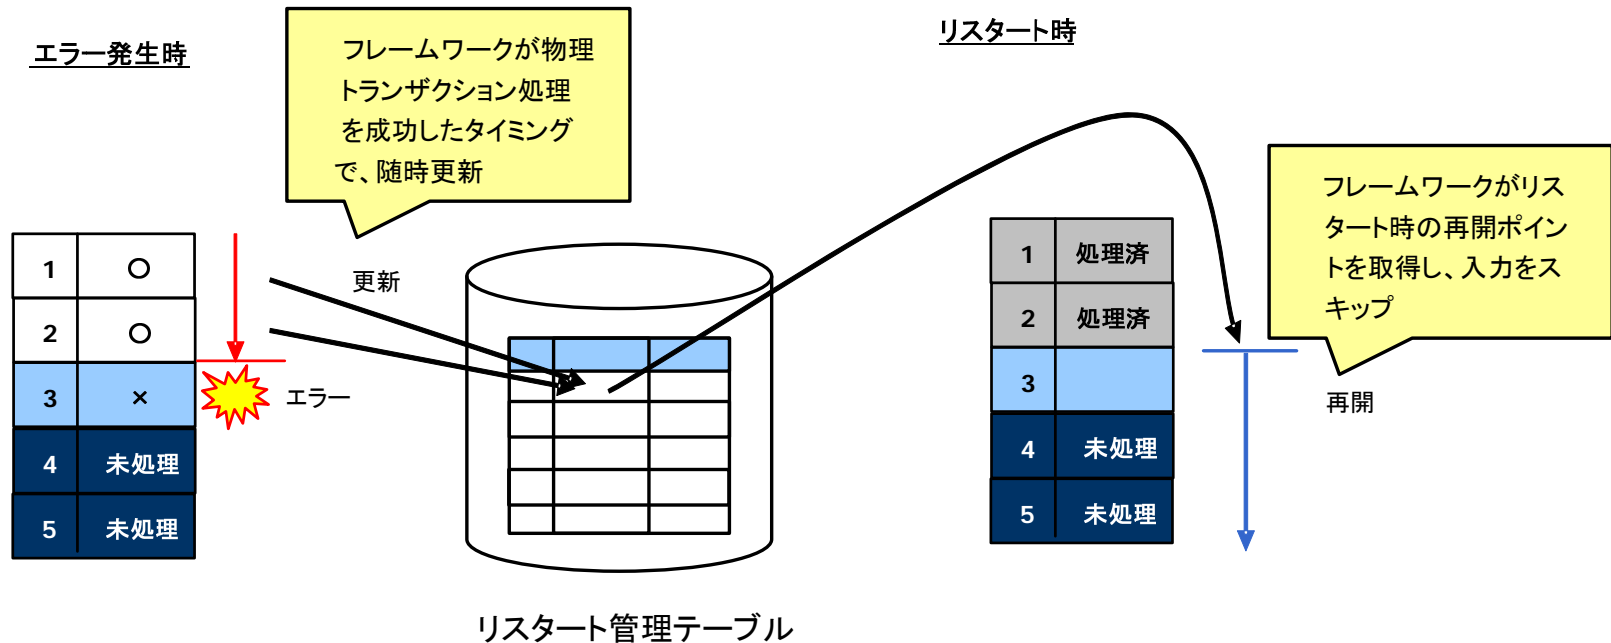 エラー発生時
フレームワークが物理
トランザクション処理
を成功したタイミング
で、随時更新
リスタート時
フレームワークがリス
タート時の再開ポイン
トを取得し、入力をス
キップ
1 ○
2 ○
3 ×
4 未処理
5 未処理
更新
エラー
リスタート管理テーブル
1 処理済
2 処理済
3
4 未処理
5 未処理
再開